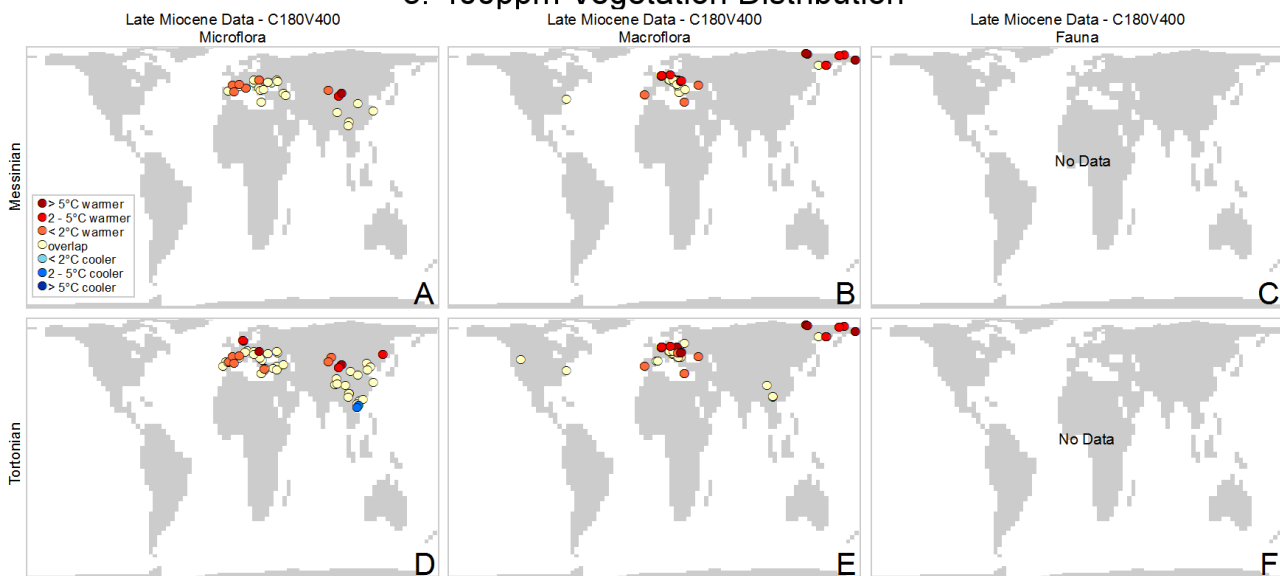 Late Miocene Data - C180V400
Microflora
Late Miocene Data - C180V400
Macroflora
Late Miocene Data - C180V400
Fauna
Messinian
> 5°C warmer
2 - 5°C warmer
< 2°C warmer
overlap
< 2°C cooler
2 - 5°C cooler
> 5°C cooler
A
B
No Data
C
Tortonian
D
E
No Data
F